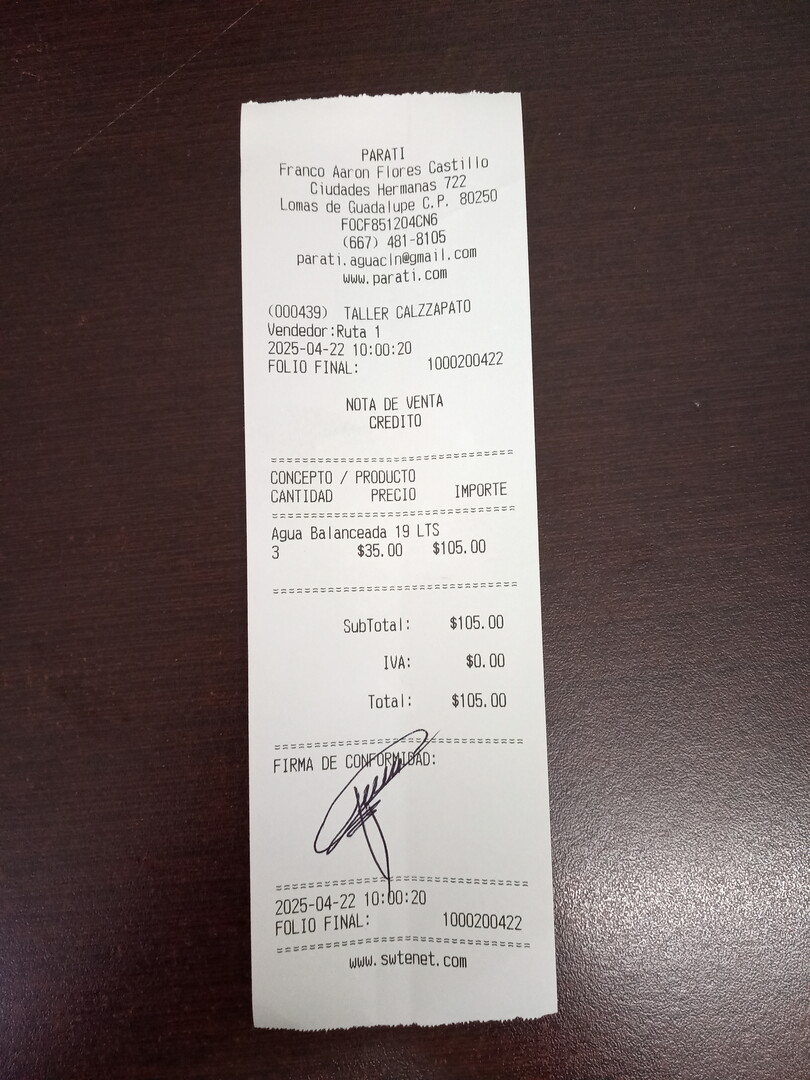 PARATI
Franco Aaron Flores Castillo
Ciudades Hermanas 722
Lomas de Guadalupe C.P. 80250
FOCF851204CN6
(667) 481-8105
parati.aguacln@gmail.com
www.parati.com
(000439) TALLER CALZZAPATO
Vendedor:Ruta 1
2025-04-22 10:00:20
FOLIO FINAL: 1000200422
NOTA DE VENTA
CREDITO
================================
CONCEPTO / PRODUCTO
CANTIDAD PRECIO IMPORTE
================================
Agua Balanceada 19 LTS
3 $35.00 $105.00
================================
SubTotal: $105.00
IVA: $0.00
Total: $105.00
================================
FIRMA DE CONFORMIDAD:
================================
2025-04-22 10:00:20
FOLIO FINAL: 1000200422
================================
www.swtenet.com